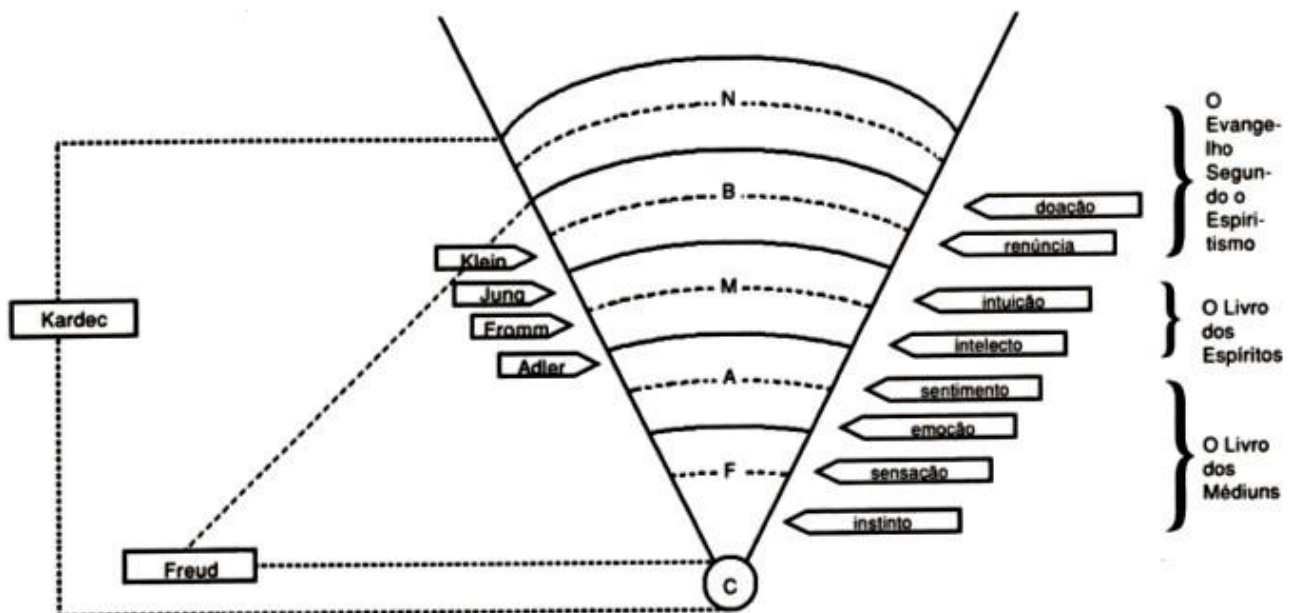 N
O
Evange-
lho
Segun-
do o
Espiri-
tismo
B
doação
renúncia
Klein
Jung
M
intuição
O Livro
dos
Espíritos
Kardec
Fromm
intelecto
Adler
A
sentimento
emoção
O Livro
dos
Médiuns
F
sensação
instinto
Freud
C